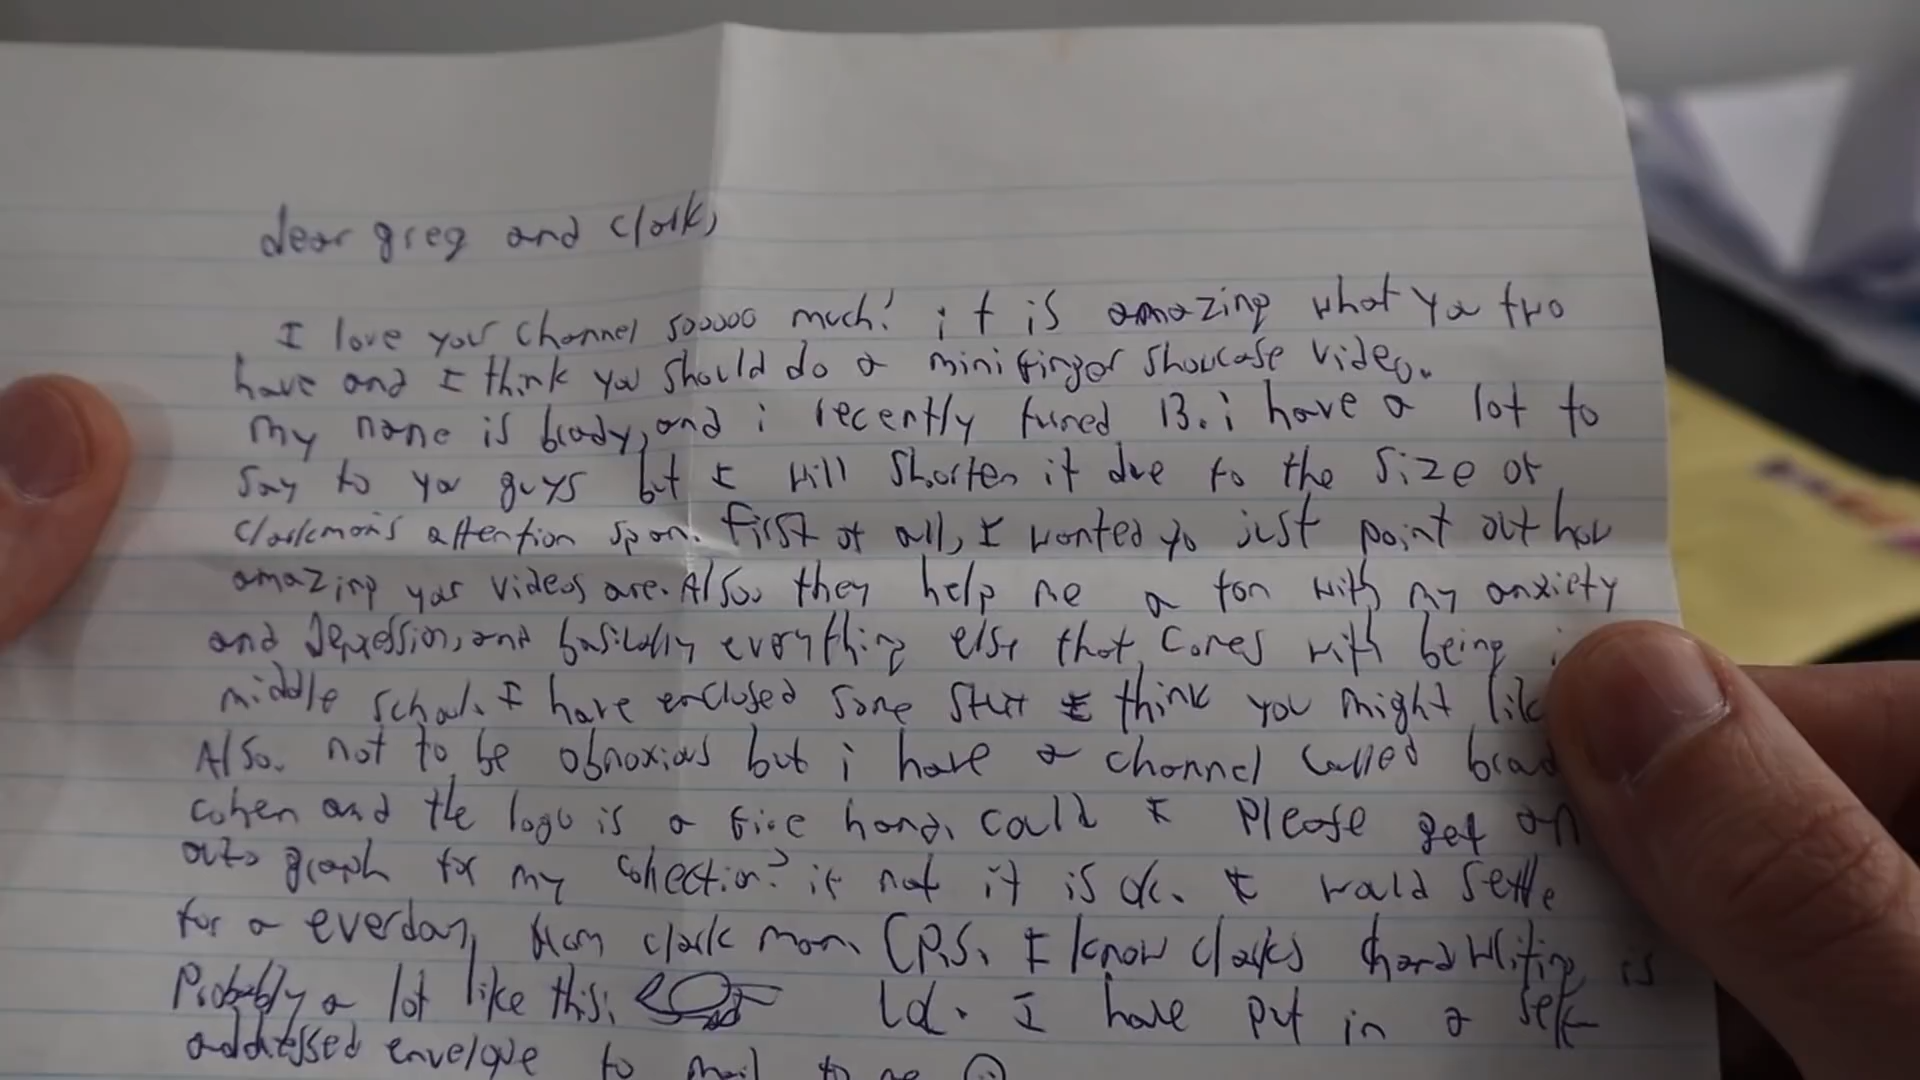 dear greg and clark,
I love your channel so00000 much! it is amazing what you two
have and I think you should do a minifinger showcase video.
my name is brady, and i recently turned 13. i have a lot to
say to you guys but I will shorten it due to the size of
clarkman's attention span. first of all, I wanted yo just point out how
amazing your videos are. Also. they help me a ton with my anxiety
and depression, and basically everything else that comes with being
middle school. I have enclosed some stuff I think you might
Also. not to be obnoxious but i have a channel called
cohen and the logo is a fire hand. could I please get an
autograph for my collection? if not it is ok. I would settle
for a everday, from clark man. (P.S. I know clarks handwriting is
Probably a lot like this: lol. I have put in a self
addressed envelope to mail to me